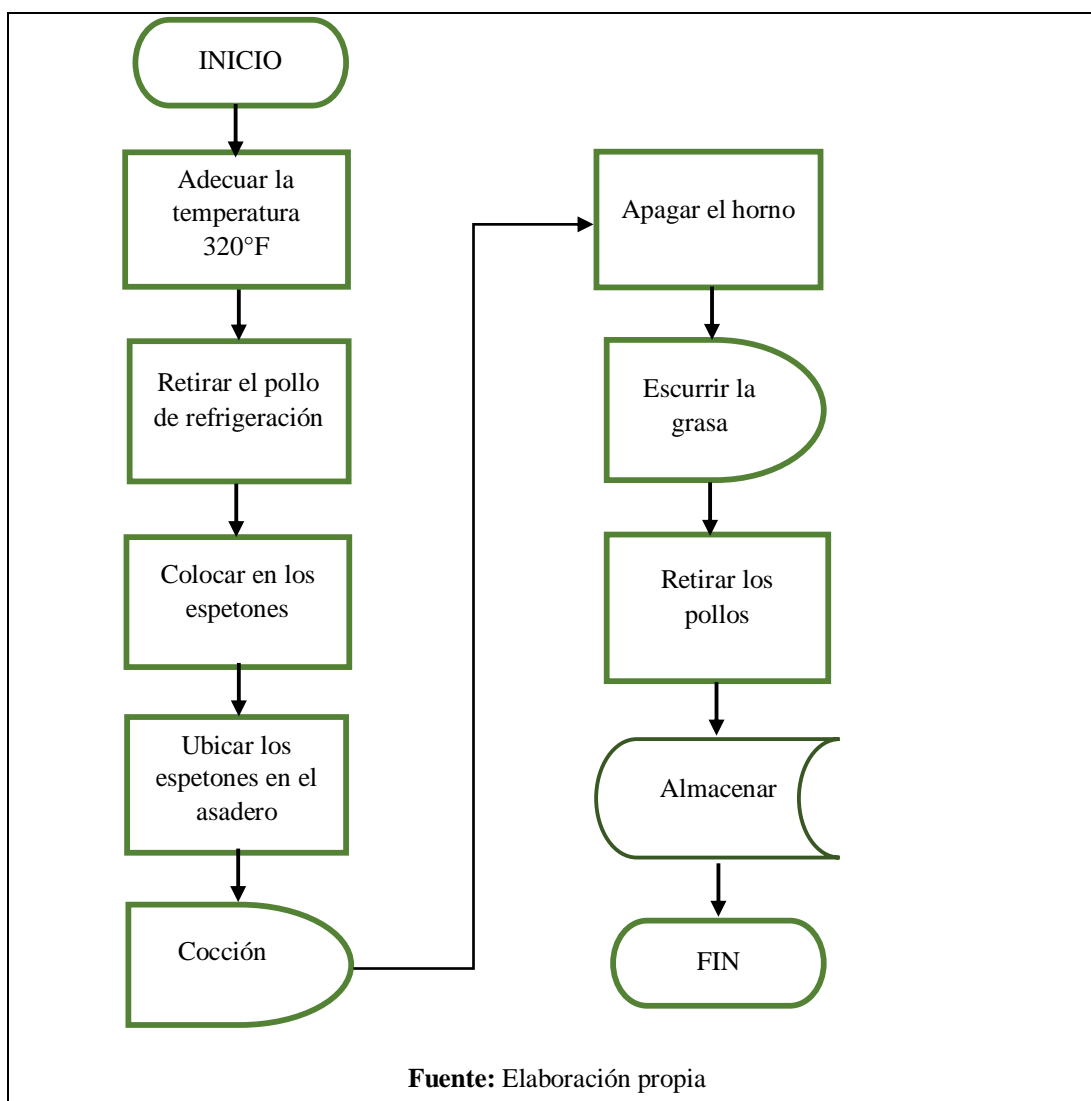 INICIO
Adecuar la
temperatura
320°F
Retirar el pollo
de refrigeración
Colocar en los
espetones
Ubicar los
espetones en el
asadero
Cocción
Apagar el horno
Escurrir la
grasa
Retirar los
pollos
Almacenar
FIN
Fuente: Elaboración propia